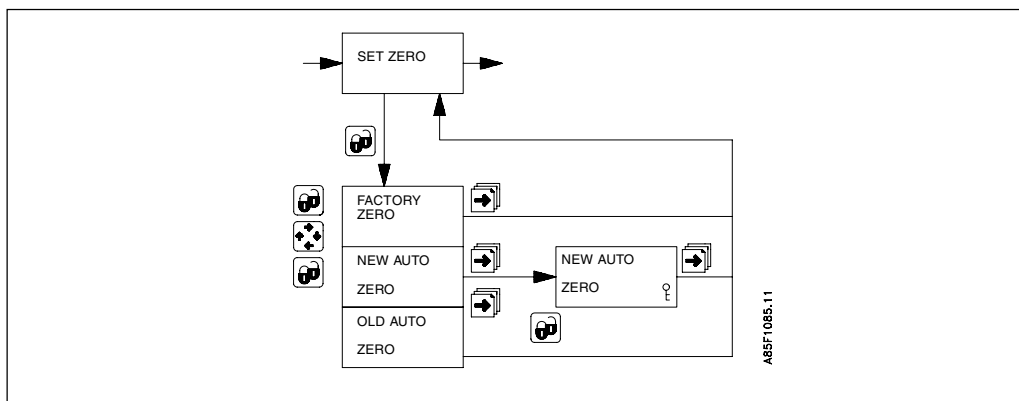 SET ZERO
FACTORY
ZERO
NEW AUTO
ZERO
OLD AUTO
ZERO
NEW AUTO
ZERO
A85F1085.11